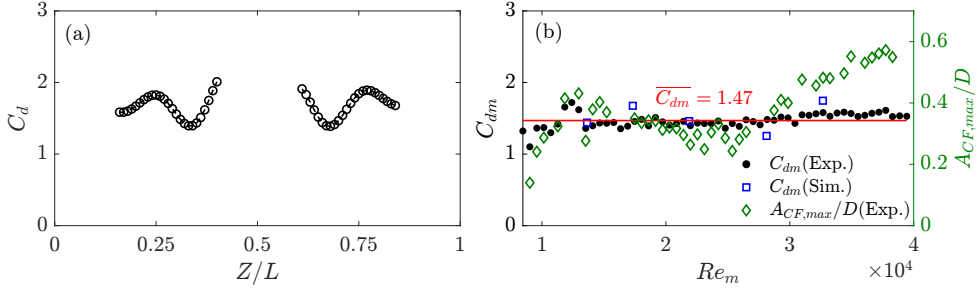 (a)
C_d
3
2
1
0
0
0.25
0.5
0.75
1
Z/L
(b)
C_{dm}
3
2
1
0
1
2
3
4
×10^4
Re_m
0.6
0.4
0.2
0
A_{CF,max}/D
\overline{C_{dm}} = 1.47
C_{dm}(Exp.)
C_{dm}(Sim.)
A_{CF,max}/D(Exp.)